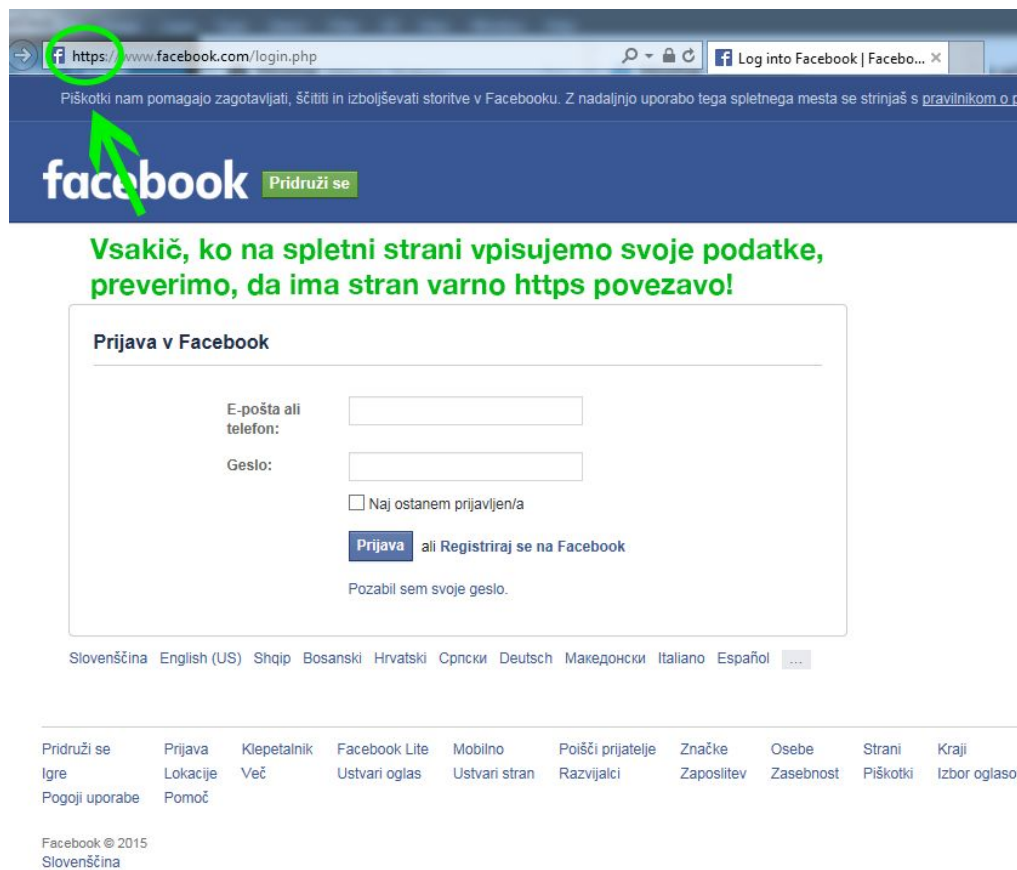 https://www.facebook.com/login.php
Log into Facebook | Facebo...
Piškotki nam pomagajo zagotavljati, ščititi in izboljševati storitve v Facebooku. Z nadaljnjo uporabo tega spletnega mesta se strinjaš s pravilnikom o p
facebook Pridruži se
Vsakič, ko na spletni strani vpisujemo svoje podatke,
preverimo, da ima stran varno https povezavo!
Prijava v Facebook
E-pošta ali
telefon:
Geslo:
Naj ostanem prijavljen/a
Prijava ali Registriraj se na Facebook
Pozabil sem svoje geslo.
Slovenščina English (US) Shqip Bosanski Hrvatski Српски Deutsch Македонски Italiano Español ...
Pridruži se Prijava Klepetalnik Facebook Lite Mobilno Poišči prijatelje Značke Osebe Strani Kraji
Igre Lokacije Več Ustvari oglas Ustvari stran Razvijalci Zaposlitev Zasebnost Piškotki Izbor oglaso
Pogoji uporabe Pomoč
Facebook © 2015
Slovenščina